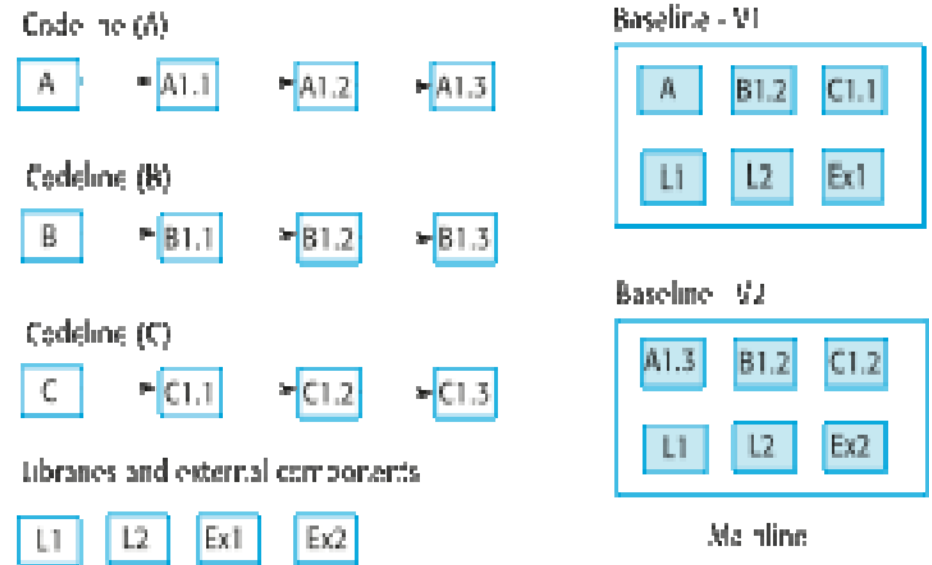 Codeline (A)
A A1.1 A1.2 A1.3
Codeline (B)
B B1.1 B1.2 B1.3
Codeline (C)
C C1.1 C1.2 C1.3
Libraries and external components
L1 L2 Ex1 Ex2
Baseline - V1
A B1.2 C1.1
L1 L2 Ex1
Baseline - V2
A1.3 B1.2 C1.2
L1 L2 Ex2
Mainline